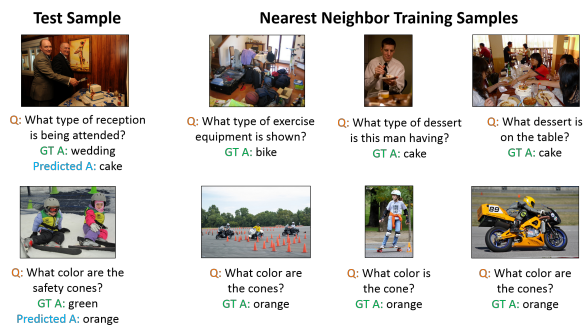 Test Sample
Nearest Neighbor Training Samples
Q: What type of reception
is being attended?
GT A: wedding
Predicted A: cake
Q: What type of exercise
equipment is shown?
GT A: bike
Q: What type of dessert
is this man having?
GT A: cake
Q: What dessert is
on the table?
GT A: cake
Q: What color are the
safety cones?
GT A: green
Predicted A: orange
Q: What color are
the cones?
GT A: orange
Q: What color is
the cone?
GT A: orange
89
Q: What color are
the cones?
GT A: orange